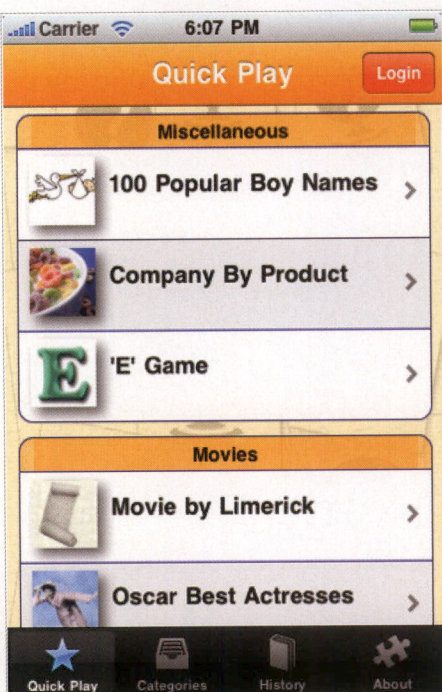 Carrier 6:07 PM
Quick Play Login
Miscellaneous
100 Popular Boy Names
Company By Product
E
'E' Game
Movies
Movie by Limerick
Oscar Best Actresses
Quick Play Categories History About